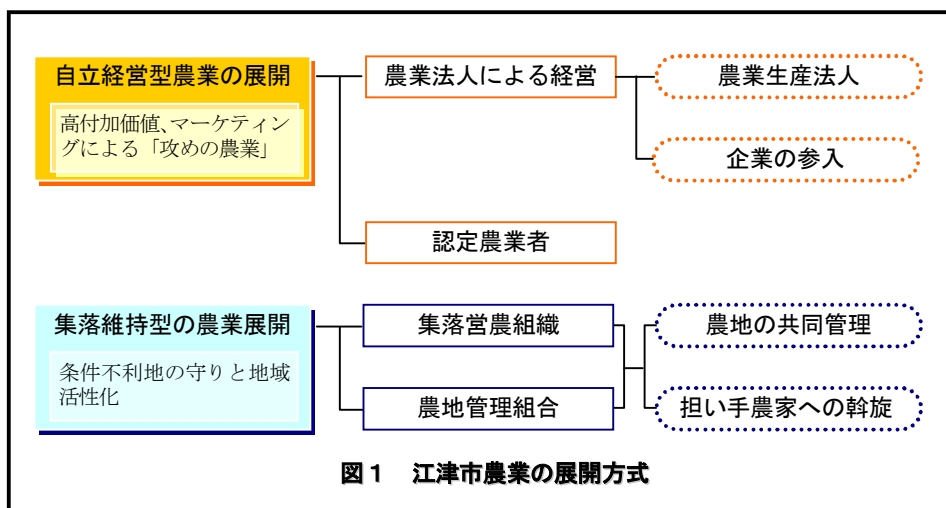 自立経営型農業の展開
高付加価値、マーケティン
グによる「攻めの農業」
農業法人による経営
農業生産法人
企業の参入
認定農業者
集落維持型の農業展開
条件不利地の守りと地域
活性化
集落営農組織
農地管理組合
農地の共同管理
担い手農家への斡旋
図1 江津市農業の展開方式